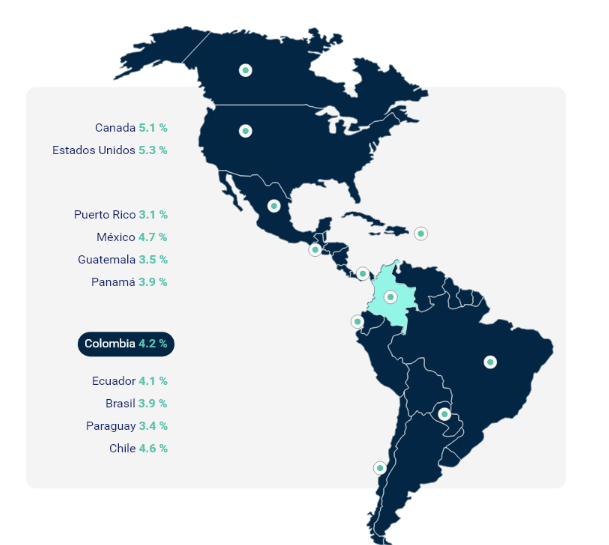 Canada 5.1 %
Estados Unidos 5.3 %
Puerto Rico 3.1 %
México 4.7 %
Guatemala 3.5 %
Panamá 3.9 %
Colombia 4.2 %
Ecuador 4.1 %
Brasil 3.9 %
Paraguay 3.4 %
Chile 4.6 %